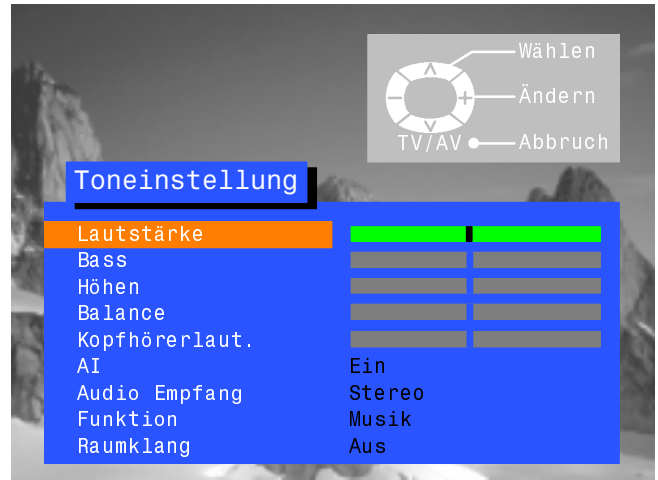 Wählen
Ändern
TV/AV Abbruch
Toneinstellung
Lautstärke
Bass
Höhen
Balance
Kopfhörerlaut.
AI Ein
Audio Empfang Stereo
Funktion Musik
Raumklang Aus